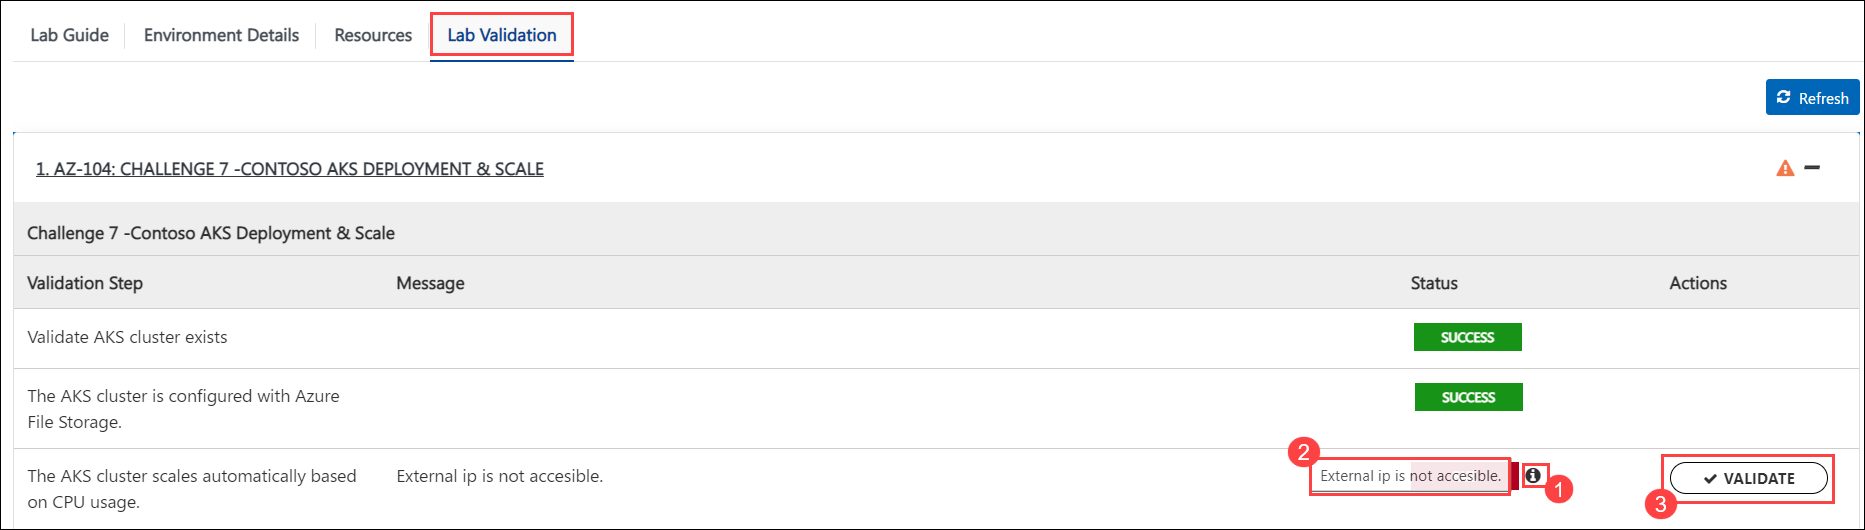 Lab Guide Environment Details Resources Lab Validation
Refresh
1. AZ-104: CHALLENGE 7 -CONTOSO AKS DEPLOYMENT & SCALE
Challenge 7 -Contoso AKS Deployment & Scale
Validation Step Message Status Actions
Validate AKS cluster exists SUCCESS
The AKS cluster is configured with Azure SUCCESS
File Storage.
2
The AKS cluster scales automatically based External ip is not accesible. External ip is not accesible. VALIDATE
on CPU usage. 1 3